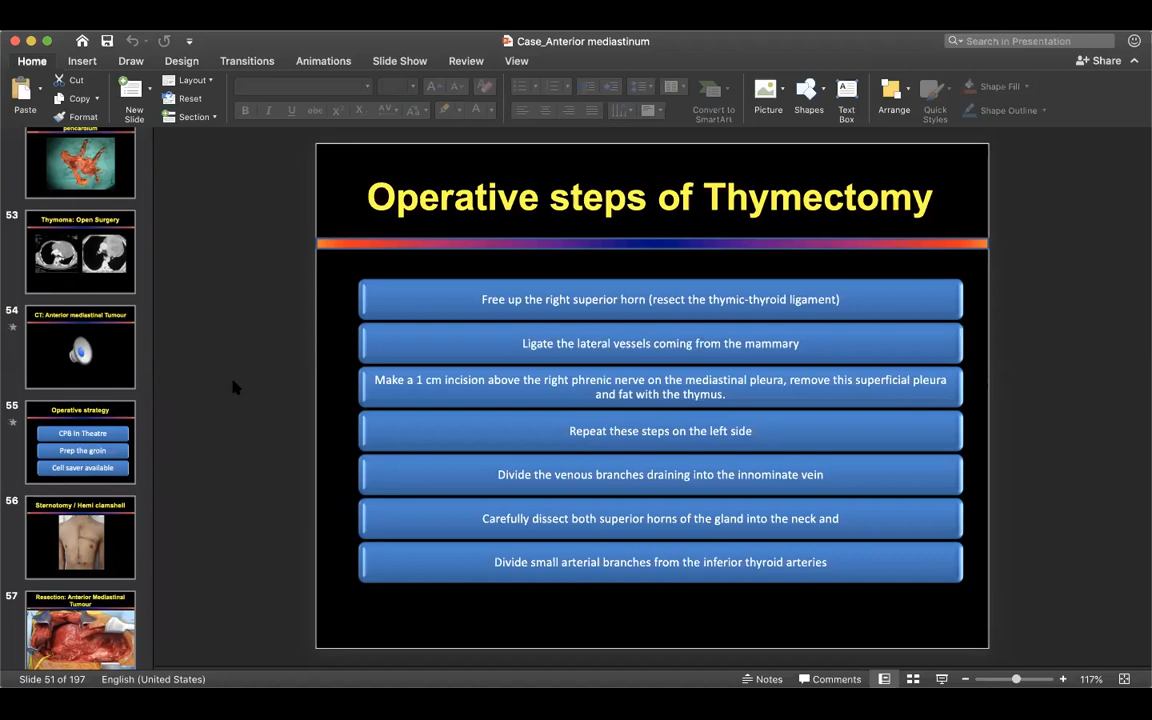 Case_Anterior mediastinum
Search in Presentation
Home Insert Draw Design Transitions Animations Slide Show Review View
Share
Paste
Cut
Copy
Format
New
Slide
Layout
Reset
Section
Convert to
SmartArt
Picture
Shapes
Text
Box
Arrange
Quick
Styles
Shape Fill
Shape Outline
pericardium
53
Thymoma: Open Surgery
54
CT: Anterior mediastinal Tumour
55
Operative strategy
CPB In Theatre
Prep the groin
Cell saver available
56
Sternotomy / Hemi clamshell
57
Resection: Anterior Mediastinal
Tumour
Operative steps of Thymectomy
Free up the right superior horn (resect the thymic-thyroid ligament)
Ligate the lateral vessels coming from the mammary
Make a 1 cm incision above the right phrenic nerve on the mediastinal pleura, remove this superficial pleura
and fat with the thymus.
Repeat these steps on the left side
Divide the venous branches draining into the innominate vein
Carefully dissect both superior horns of the gland into the neck and
Divide small arterial branches from the inferior thyroid arteries
Slide 51 of 197 English (United States) Notes Comments 117%